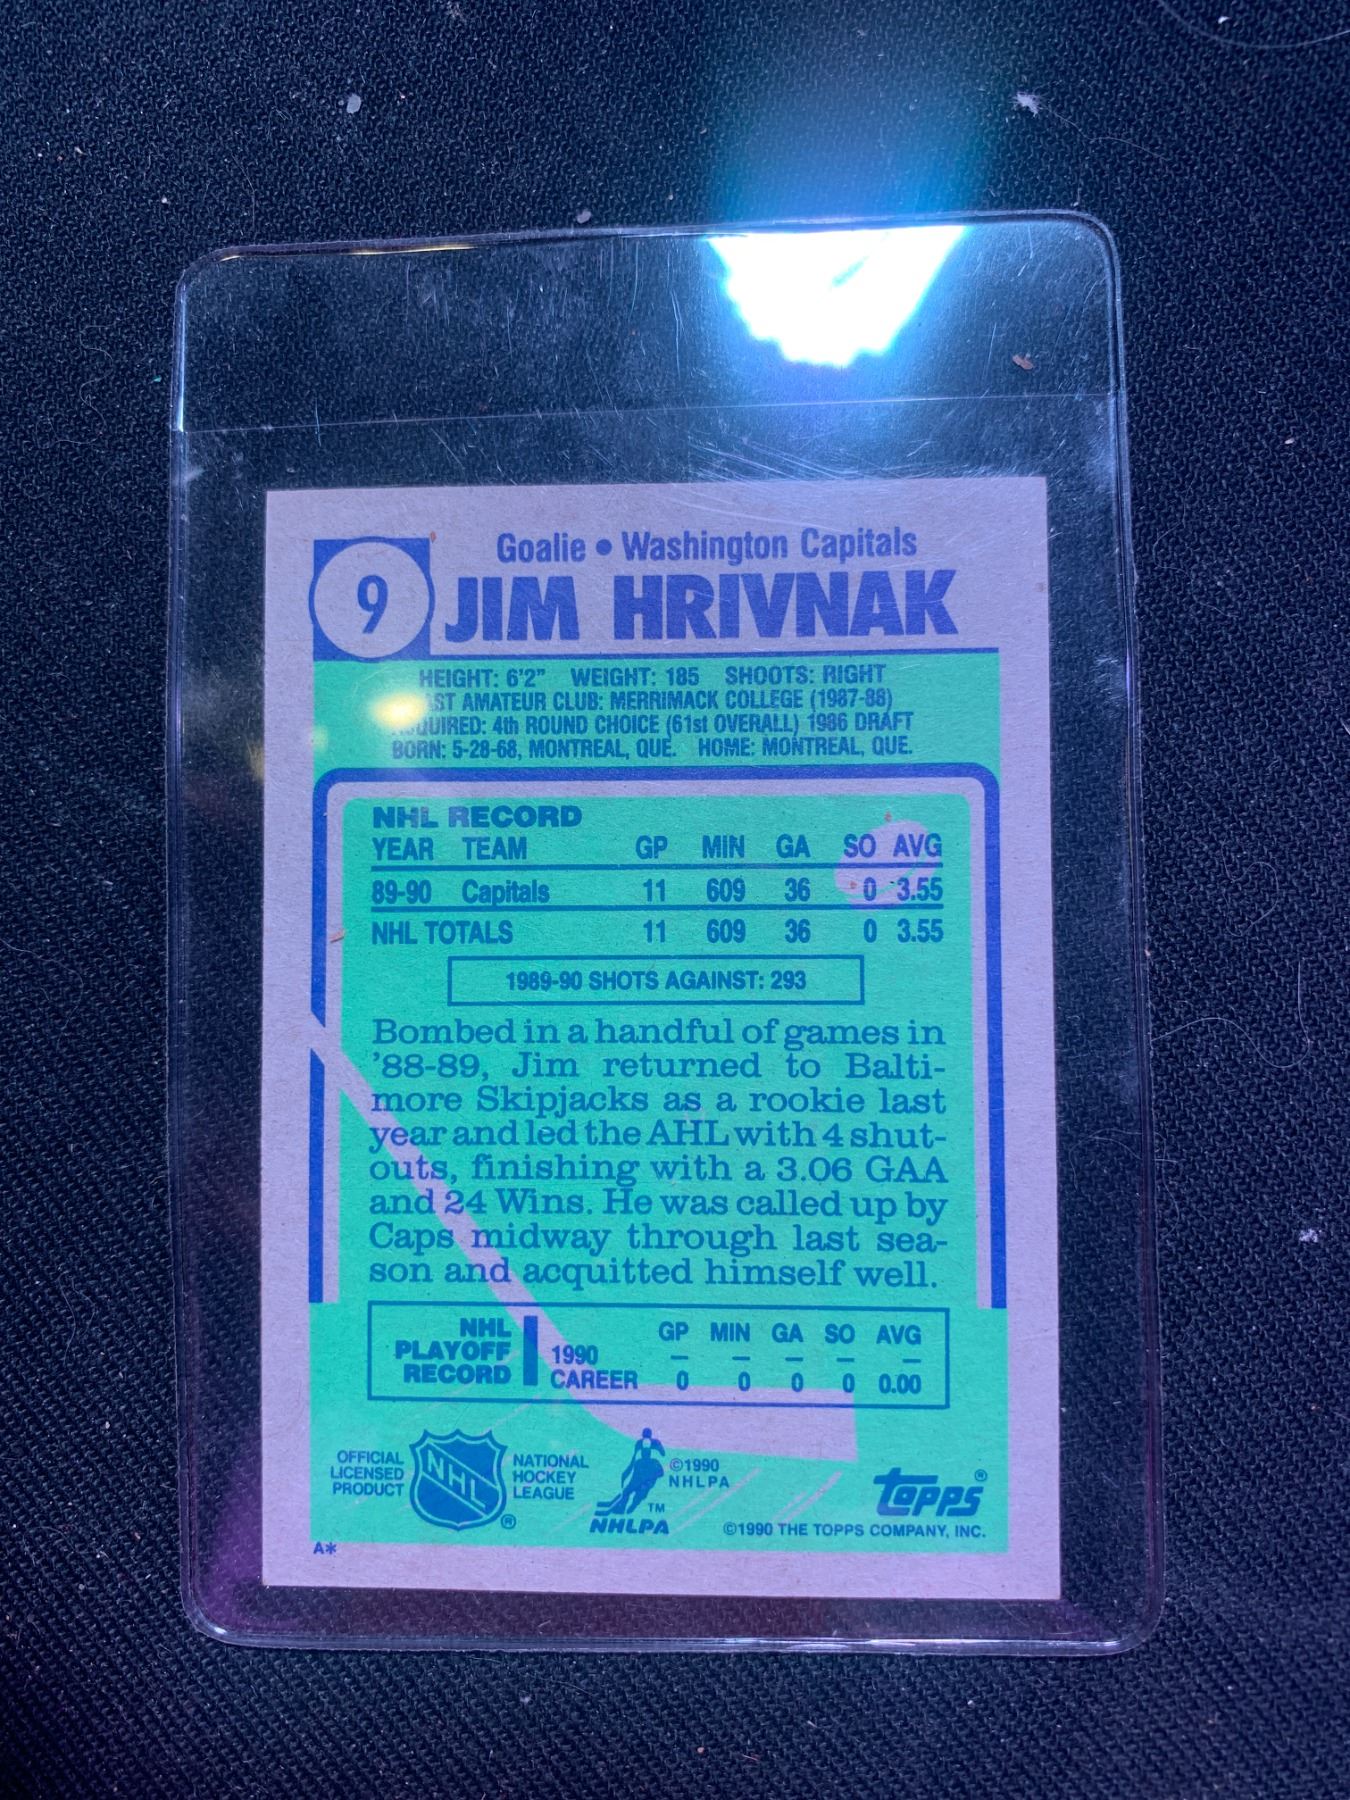 Goalie • Washington Capitals
9 JIM HRIVNAK
HEIGHT: 6'2" WEIGHT: 185 SHOOTS: RIGHT
AMATEUR CLUB: MERRIMACK COLLEGE (1987-88)
4th ROUND CHOICE (61st OVERALL) 1986 DRAFT
BORN: 5-28-68, MONTREAL, QUE. HOME: MONTREAL, QUE.
NHL RECORD
YEAR TEAM GP MIN GA SO AVG
89-90 Capitals 11 609 36 0 3.55
NHL TOTALS 11 609 36 0 3.55
1989-90 SHOTS AGAINST: 293
Bombed in a handful of games in
'88-89, Jim returned to Balti-
more Skipjacks as a rookie last
year and led the AHL with 4 shut-
outs, finishing with a 3.06 GAA
and 24 Wins. He was called up by
Caps midway through last sea-
son and acquitted himself well.
NHL PLAYOFF RECORD
GP MIN GA SO AVG
1990 – – – – –
CAREER 0 0 0 0 0.00
OFFICIAL
LICENSED
PRODUCT
NHL
®
NATIONAL
HOCKEY
LEAGUE
TM
NHLPA
©1990
NHLPA
topps®
©1990 THE TOPPS COMPANY, INC.
A*